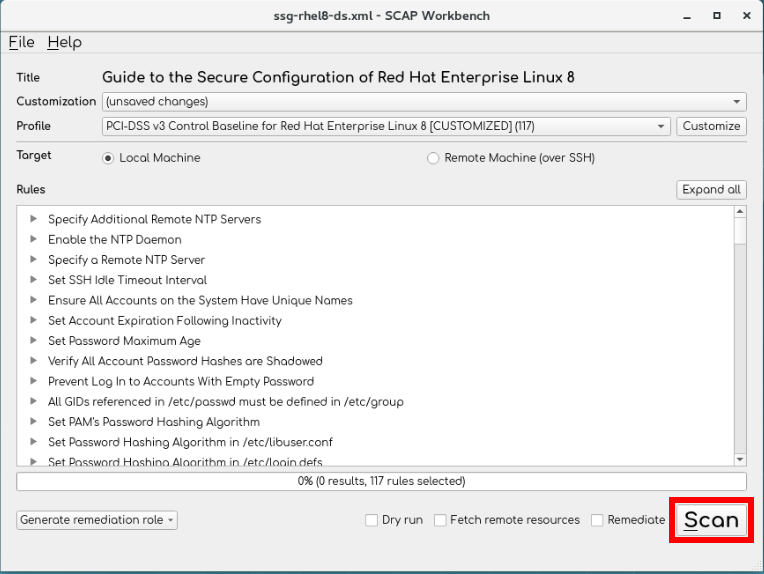 ssg-rhel8-ds.xml - SCAP Workbench
File Help
Title Guide to the Secure Configuration of Red Hat Enterprise Linux 8
Customization (unsaved changes)
Profile PCI-DSS v3 Control Baseline for Red Hat Enterprise Linux 8 [CUSTOMIZED] (117) Customize
Target Local Machine Remote Machine (over SSH)
Rules Expand all
Specify Additional Remote NTP Servers
Enable the NTP Daemon
Specify a Remote NTP Server
Set SSH Idle Timeout Interval
Ensure All Accounts on the System Have Unique Names
Set Account Expiration Following Inactivity
Set Password Maximum Age
Verify All Account Password Hashes are Shadowed
Prevent Log In to Accounts With Empty Password
All GIDs referenced in /etc/passwd must be defined in /etc/group
Set PAM's Password Hashing Algorithm
Set Password Hashing Algorithm in /etc/libuser.conf
Set Password Hashing Algorithm in /etc/login.defs
0% (0 results, 117 rules selected)
Generate remediation role Dry run Fetch remote resources Remediate Scan